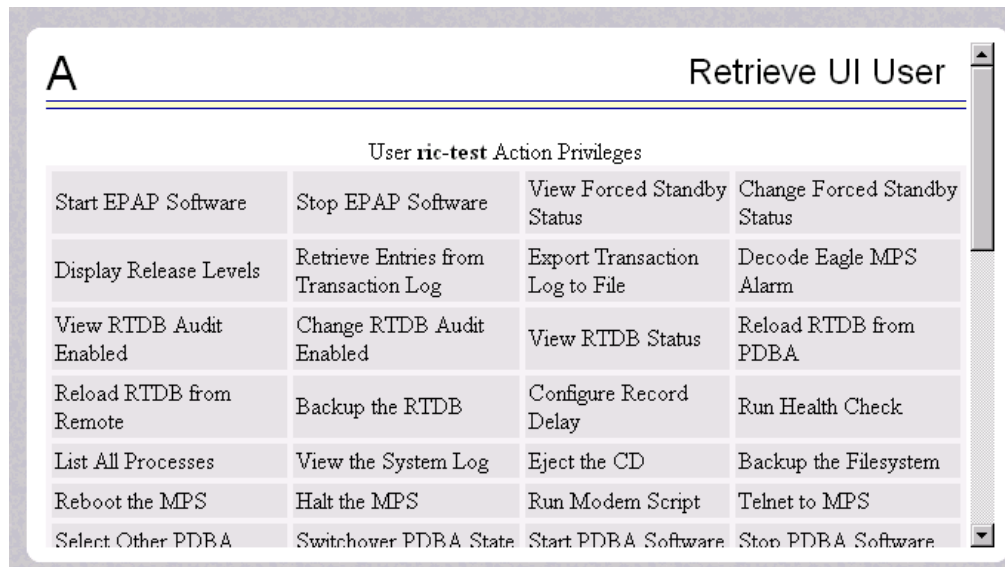 A
Retrieve UI User
User ric-test Action Privileges
Start EPAP Software
Stop EPAP Software
View Forced Standby
Status
Change Forced Standby
Status
Display Release Levels
Retrieve Entries from
Transaction Log
Export Transaction
Log to File
Decode Eagle MPS
Alarm
View RTDB Audit
Enabled
Change RTDB Audit
Enabled
View RTDB Status
Reload RTDB from
PDBA
Reload RTDB from
Remote
Backup the RTDB
Configure Record
Delay
Run Health Check
List All Processes
View the System Log
Eject the CD
Backup the Filesystem
Reboot the MPS
Halt the MPS
Run Modem Script
Telnet to MPS
Select Other PDBA
Switchover PDBA State
Start PDBA Software
Stop PDBA Software